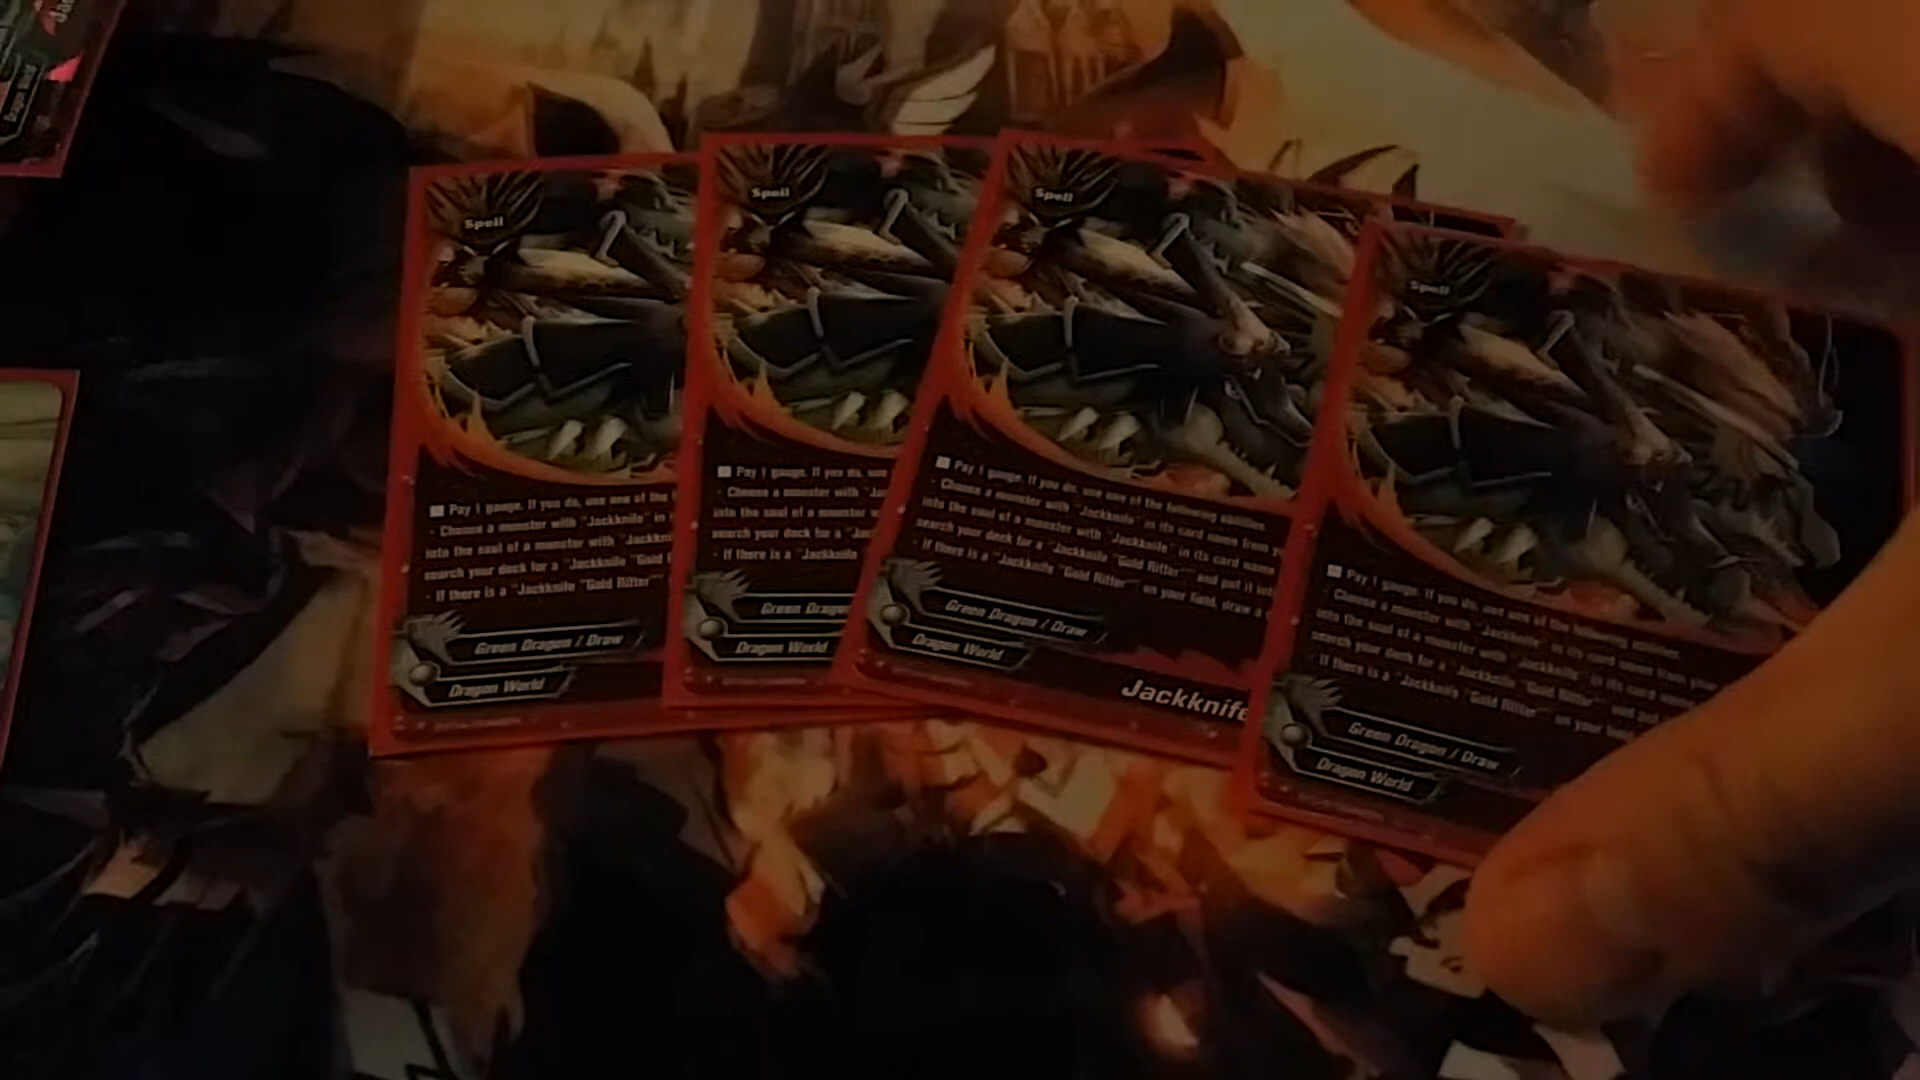 Dragon World
Spell
Pay 1 gauge. If you do, use one of the
· Choose a monster with "Jackknife" in
into the soul of a monster with "Jackkn
search your deck for a "Jackknife "Gold
· If there is a "Jackknife "Gold Ritter"
Green Dragon / Draw
Dragon World
Spell
Pay 1 gauge. If you do, use
· Choose a monster with "Ja
into the soul of a monster w
search your deck for a "Jac
· If there is a "Jackknife
Green Dragon
Dragon World
Spell
Pay 1 gauge. If you do, use one of the following abilities.
· Choose a monster with "Jackknife" in its card name from y
into the soul of a monster with "Jackknife" in its card name
search your deck for a "Jackknife "Gold Ritter"" and put it int
· If there is a "Jackknife "Gold Ritter"" on your field, draw a
Green Dragon / Draw
Dragon World
Jackknife
Spell
Pay 1 gauge. If you do, use one of the following abilities.
· Choose a monster with "Jackknife" in its card name from your
into the soul of a monster with "Jackknife" in its card name
search your deck for a "Jackknife "Gold Ritter"" and put
· If there is a "Jackknife "Gold Ritter"" on your
Green Dragon / Draw
Dragon World